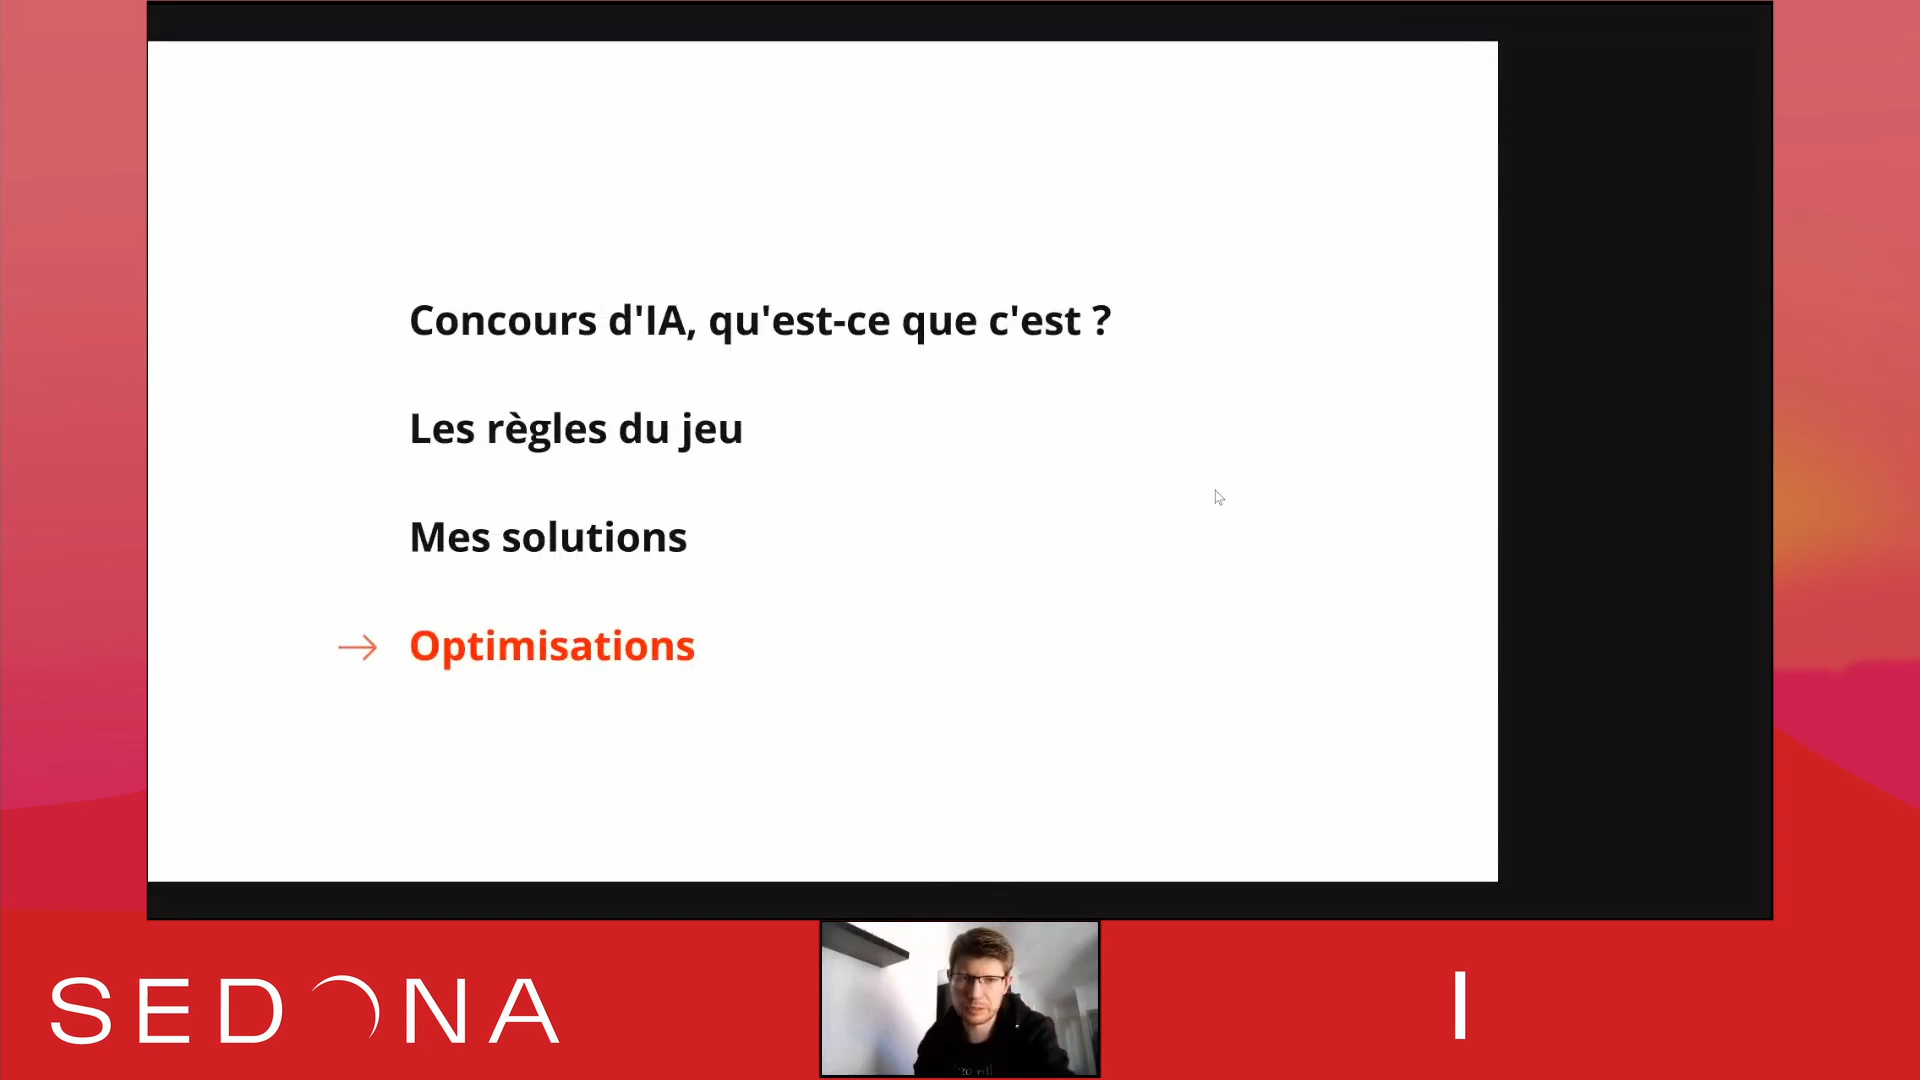 Concours d'IA, qu'est-ce que c'est ?
Les règles du jeu
Mes solutions
→ Optimisations
SEDONA